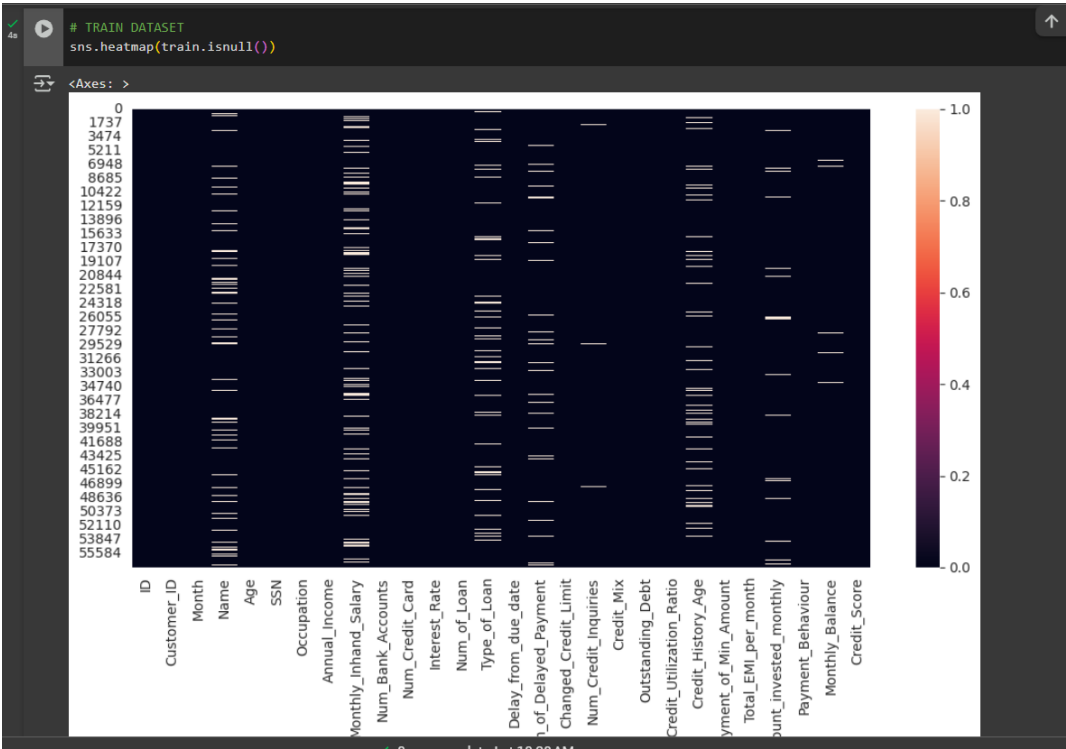 4s
# TRAIN DATASET
sns.heatmap(train.isnull())
<Axes: >
0
1737
3474
5211
6948
8685
10422
12159
13896
15633
17370
19107
20844
22581
24318
26055
27792
29529
31266
33003
34740
36477
38214
39951
41688
43425
45162
46899
48636
50373
52110
53847
55584
1.0
0.8
0.6
0.4
0.2
0.0
ID
Customer_ID
Month
Name
Age
SSN
Occupation
Annual_Income
Monthly_Inhand_Salary
Num_Bank_Accounts
Num_Credit_Card
Interest_Rate
Num_of_Loan
Type_of_Loan
Delay_from_due_date
_of_Delayed_Payment
Changed_Credit_Limit
Num_Credit_Inquiries
Credit_Mix
Outstanding_Debt
Credit_Utilization_Ratio
Credit_History_Age
yment_of_Min_Amount
Total_EMI_per_month
ount_invested_monthly
Payment_Behaviour
Monthly_Balance
Credit_Score